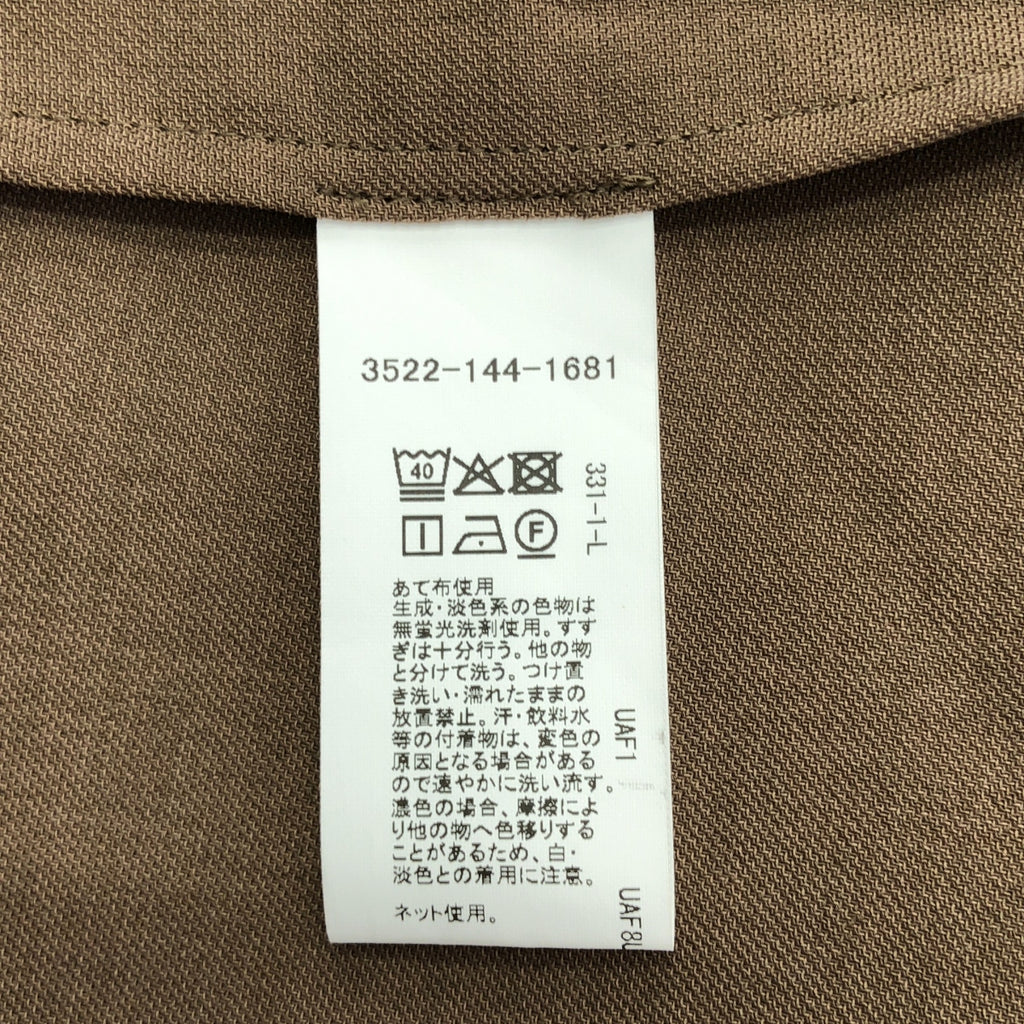 3522-144-1681
40
331-1-L
F
あて布使用
生成・淡色系の色物は
無蛍光洗剤使用。すす
ぎは十分行う。他の物
と分けて洗う。つけ置
き洗い・濡れたままの
放置禁止。汗・飲料水
等の付着物は、変色の
原因となる場合がある
ので速やかに洗い流す。
濃色の場合、摩擦によ
り他の物へ色移りする
ことがあるため、白・
淡色との着用に注意。
ネット使用。
UAF1